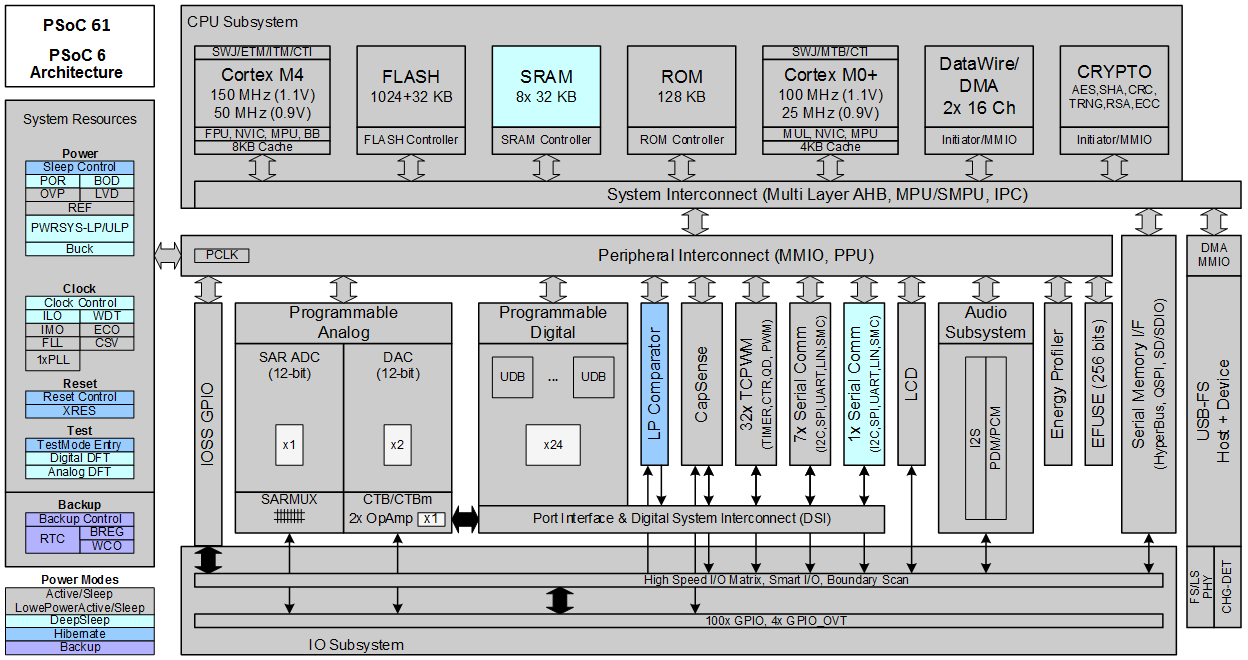 PSoC 61
PSoC 6
Architecture
System Resources
Power
Sleep Control
POR
BOD
OVP
LVD
REF
PWRSYS-LP/ULP
Buck
Clock
Clock Control
ILO
WDT
IMO
ECO
FLL
CSV
1xPLL
Reset
Reset Control
XRES
Test
TestMode Entry
Digital DFT
Analog DFT
Backup
Backup Control
RTC
BREG
WCO
Power Modes
Active/Sleep
LowePowerActive/Sleep
DeepSleep
Hibernate
Backup
CPU Subsystem
SWJ/ETM/ITM/CTI
Cortex M4
150 MHz (1.1V)
50 MHz (0.9V)
FPU, NVIC, MPU, BB
8KB Cache
FLASH
1024+32 KB
FLASH Controller
SRAM
8x 32 KB
SRAM Controller
ROM
128 KB
ROM Controller
SWJ/MTB/CTI
Cortex M0+
100 MHz (1.1V)
25 MHz (0.9V)
MUL, NVIC, MPU
4KB Cache
DataWire/
DMA
2x 16 Ch
Initiator/MMIO
CRYPTO
AES,SHA,CRC,
TRNG,RSA,ECC
Initiator/MMIO
System Interconnect (Multi Layer AHB, MPU/SMPU, IPC)
PCLK
Peripheral Interconnect (MMIO, PPU)
IOSS GPIO
Programmable
Analog
SAR ADC
(12-bit)
x1
SARMUX
DAC
(12-bit)
x2
CTB/CTBm
2x OpAmp
x1
Programmable
Digital
UDB
...
UDB
x24
Port Interface & Digital System Interconnect (DSI)
LP Comparator
CapSense
32x TCPWM
(TIMER,CTR,QD, PWM)
7x Serial Comm
(I2C,SPI,UART,LIN,SMC)
1x Serial Comm
(I2C,SPI,UART,LIN,SMC)
LCD
Audio
Subsystem
I2S
PDM/PCM
Energy Profiler
EFUSE (256 bits)
Serial Memory I/F
(HyperBus, QSPI, SD/SDIO)
DMA
MMIO
USB-FS
Host + Device
FS/LS
PHY
CHG-DET
High Speed I/O Matrix, Smart I/O, Boundary Scan
100x GPIO, 4x GPIO_OVT
IO Subsystem